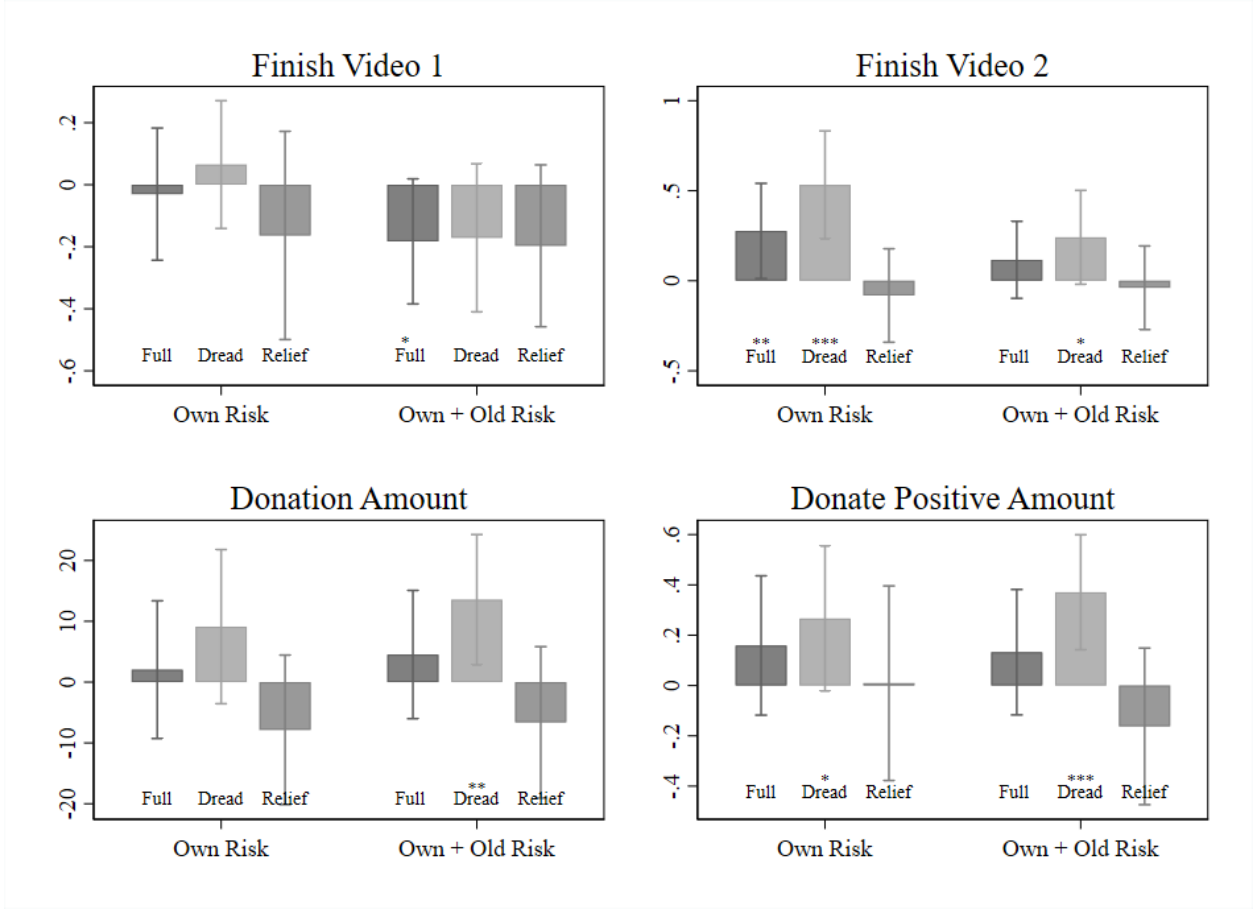 Finish Video 1
.2
0
-.2
-.4
-.6
*
Full Dread Relief Full Dread Relief
Own Risk Own + Old Risk
Finish Video 2
1
.5
0
-.5
** *** *
Full Dread Relief Full Dread Relief
Own Risk Own + Old Risk
Donation Amount
20
10
0
-10
-20
**
Full Dread Relief Full Dread Relief
Own Risk Own + Old Risk
Donate Positive Amount
.6
.4
.2
0
-.2
-.4
* ***
Full Dread Relief Full Dread Relief
Own Risk Own + Old Risk